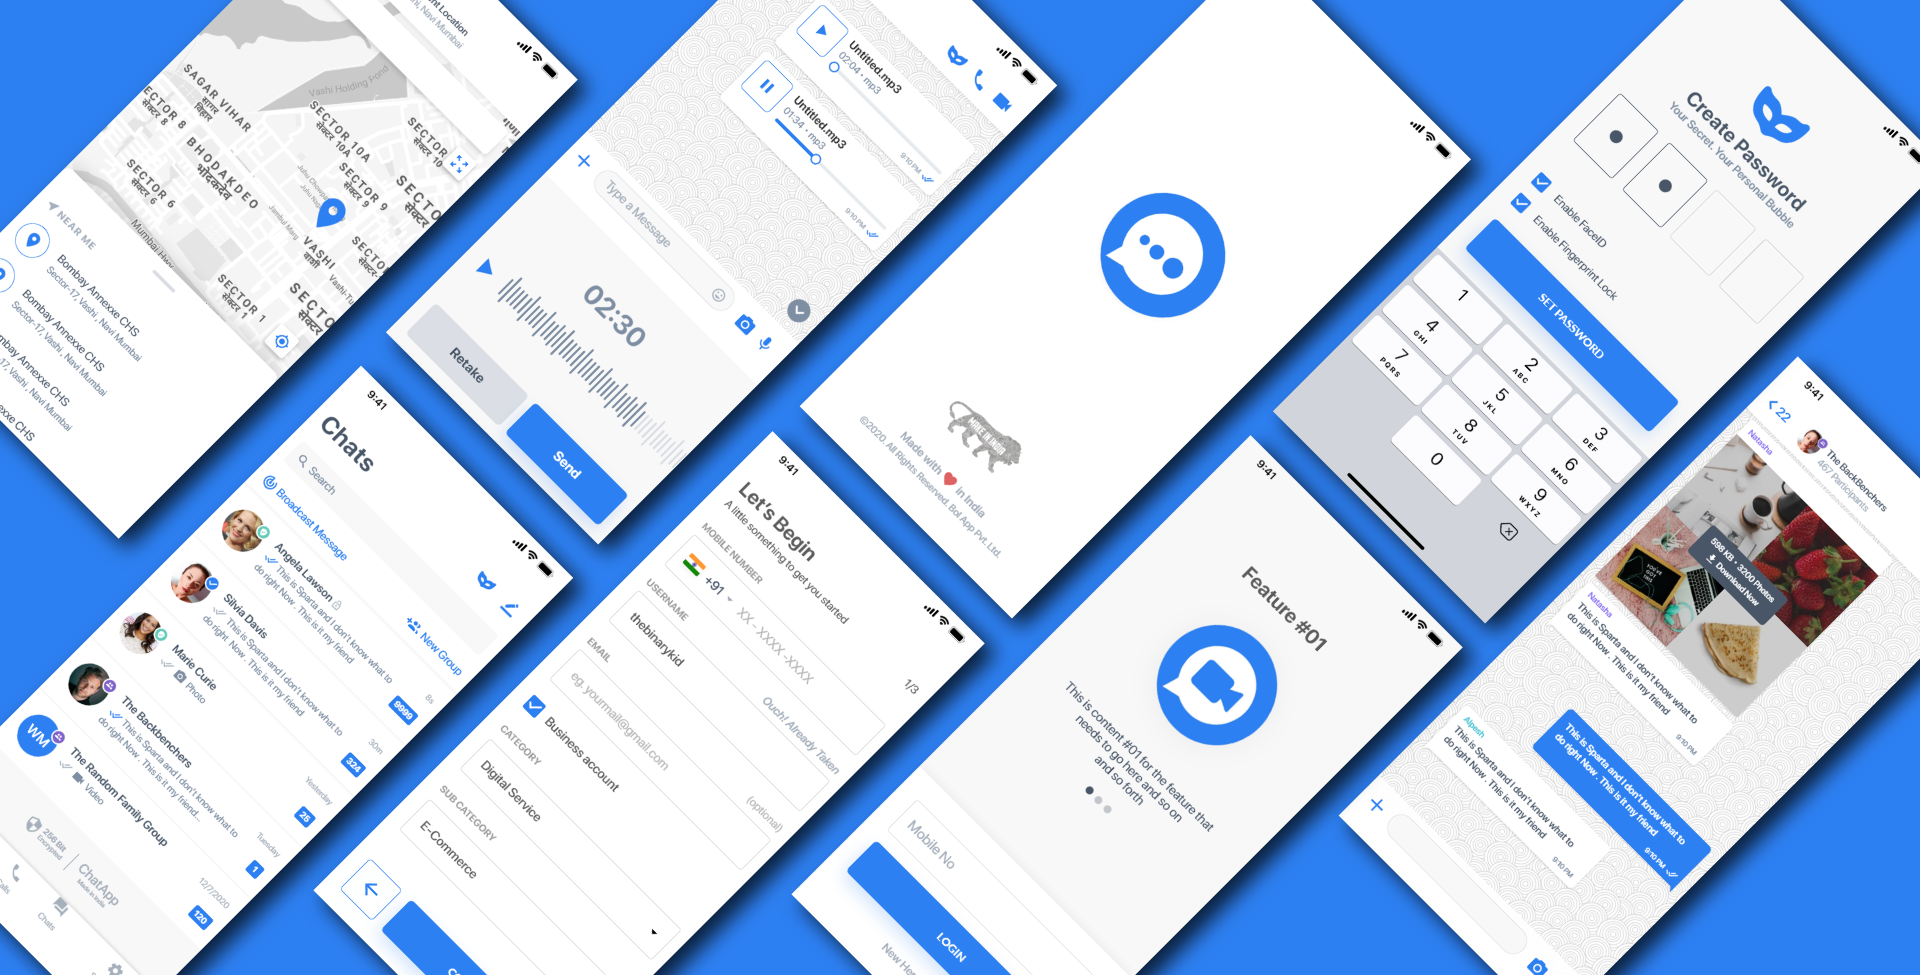 Location
Navi Mumbai
Vashi Holding Pond
SAGAR VIHAR
सागर
विहार
SECTOR 8
सेक्टर 8
BHODAKDEO
भोदकदेव
SECTOR 10A
सेक्टर
10A
SECTOR 10
सेक्टर 10
SECTOR 9
सेक्टर 9
SECTOR 6
सेक्टर 6
VASHI
वाशी
SECTOR 1
सेक्टर 1
Mumbai Hwy
NEAR ME
Bombay Annexxe CHS
Sector-17, Vashi, Navi Mumbai
Bombay Annexxe CHS
Sector-17, Vashi, Navi Mumbai
Annexxe CHS
Vashi, Navi Mumbai
CHS
Untitled.mp3
02:04 • mp3
9:10 PM
Untitled.mp3
01:34 • mp3
9:10 PM
Type a Message
02:30
Retake
Send
Made with
in India
MAKE IN INDIA
©2020. All Rights Reserved. Bol App Pvt. Ltd.
Create Password
Your Secret. Your Personal Bubble
Enable FaceID
Enable Fingerprint Lock
SET PASSWORD
1
2
ABC
3
DEF
4
GHI
5
JKL
6
MNO
7
PQRS
8
TUV
9
WXYZ
0
9:41
Chats
Search
Broadcast Message
New Group
Angela Lawson
This is Sparta and I don't know what to
do right Now . This is it my friend
8s
9999
Silvia Davis
This is Sparta and I don't know what to
do right Now . This is it my friend
30m
324
Marie Curie
Photo
Yesterday
25
The Backbenchers
This is Sparta and I don't know what to
do right Now . This is it my friend...
Tuesday
1
WM
The Random Family Group
Video
12/7/2020
120
256 Bit
Encrypted
ChatApp
Made in India
Chats
9:41
Let's Begin
A little something to get you started
1/3
MOBILE NUMBER
+91
XX - XXXX -XXXX
USERNAME
thebinarykid
Ouch! Already Taken
EMAIL
eg. yourmail@gmail.com
(optional)
Business account
CATEGORY
Digital Service
SUB CATEGORY
E-Commerce
9:41
Feature #01
This is content #01 for the feature that
needs to go here and so on
and so forth
Mobile No
LOGIN
New Her
9:41
22
The BackBenchers
467 Participants
Natasha
YOU'VE
GOT
THIS
598 KB • 3200 Photos
Download Now
Natasha
This is Sparta and I don't know what to
do right Now . This is it my friend
9:10 PM
This is Sparta and I don't know what to
do right Now . This is it my friend
9:10 PM
Alpesh
This is Sparta and I don't know what to
do right Now . This is it my friend
9:10 PM